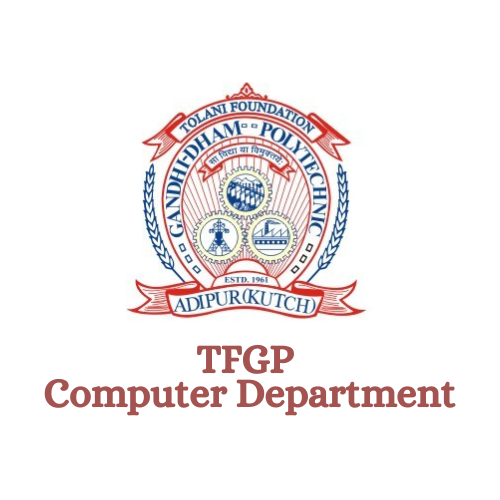 TOLANI FOUNDATION
GANDHI-DHAM-POLYTECHNIC
सा विद्या या विमुक्तये
ESTD. 1961
ADIPUR(KUTCH)
TFGP
Computer Department